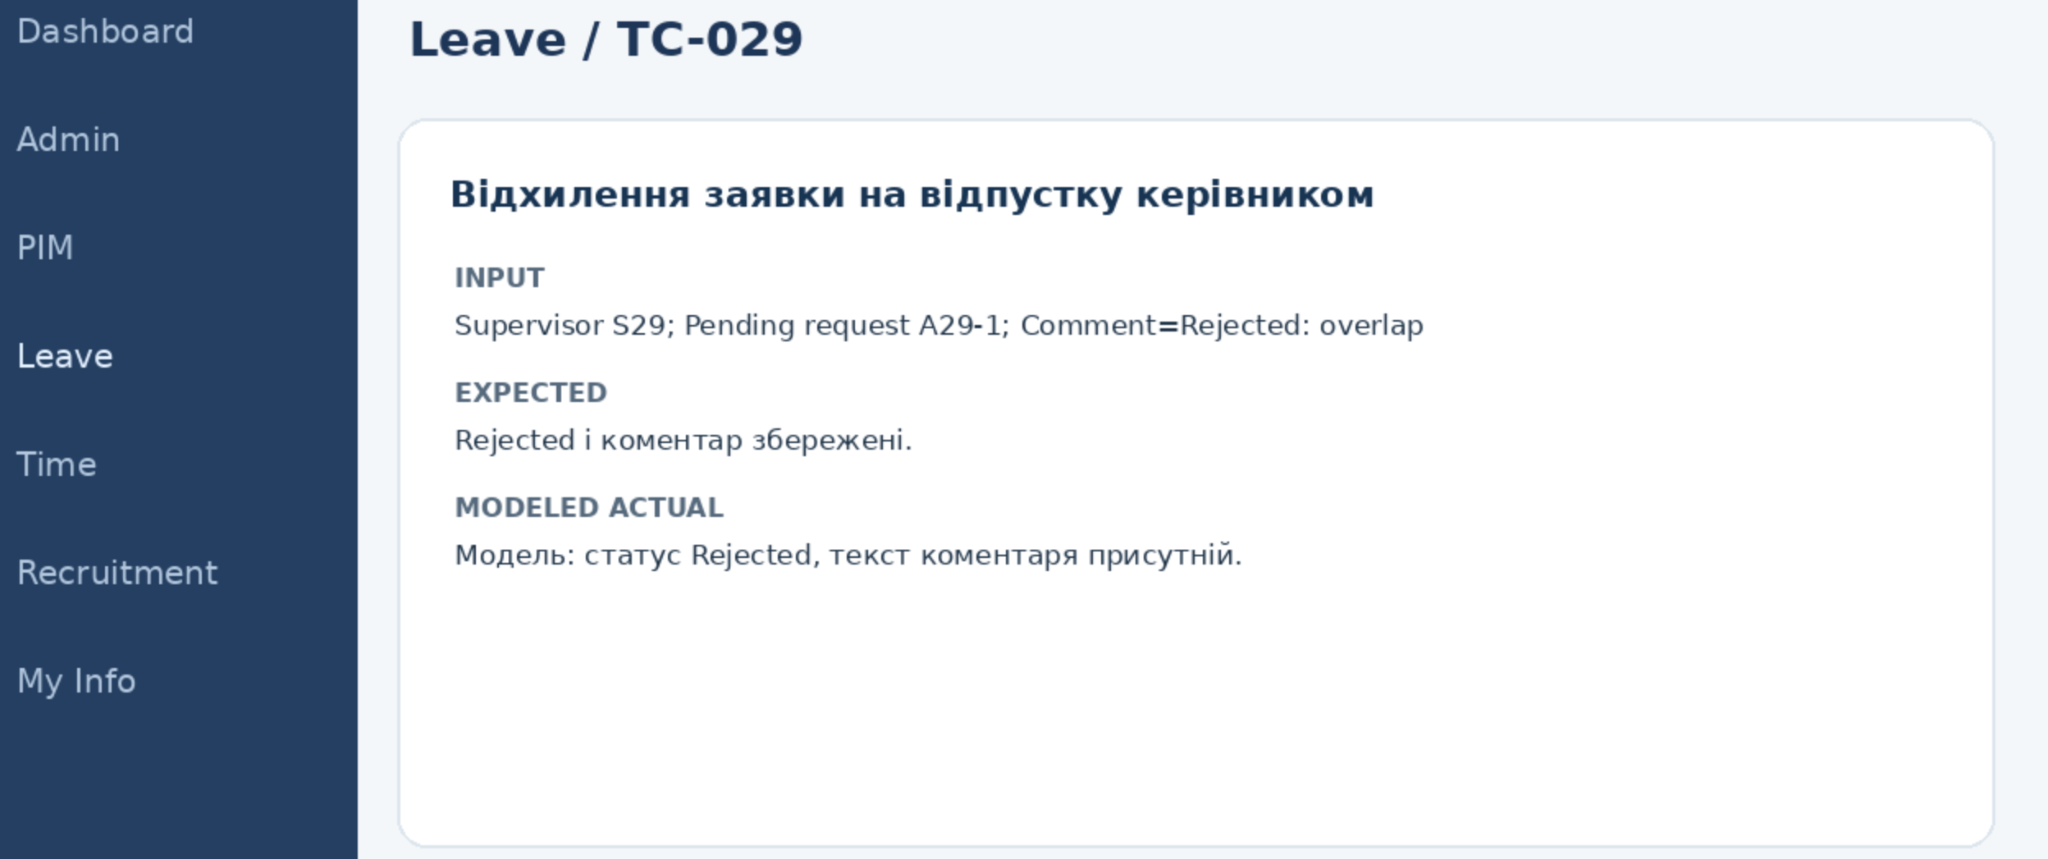 Dashboard
Admin
PIM
Leave
Time
Recruitment
My Info
Leave / TC-029
Відхилення заявки на відпустку керівником
INPUT
Supervisor S29; Pending request A29-1; Comment=Rejected: overlap
EXPECTED
Rejected і коментар збережені.
MODELED ACTUAL
Модель: статус Rejected, текст коментаря присутній.